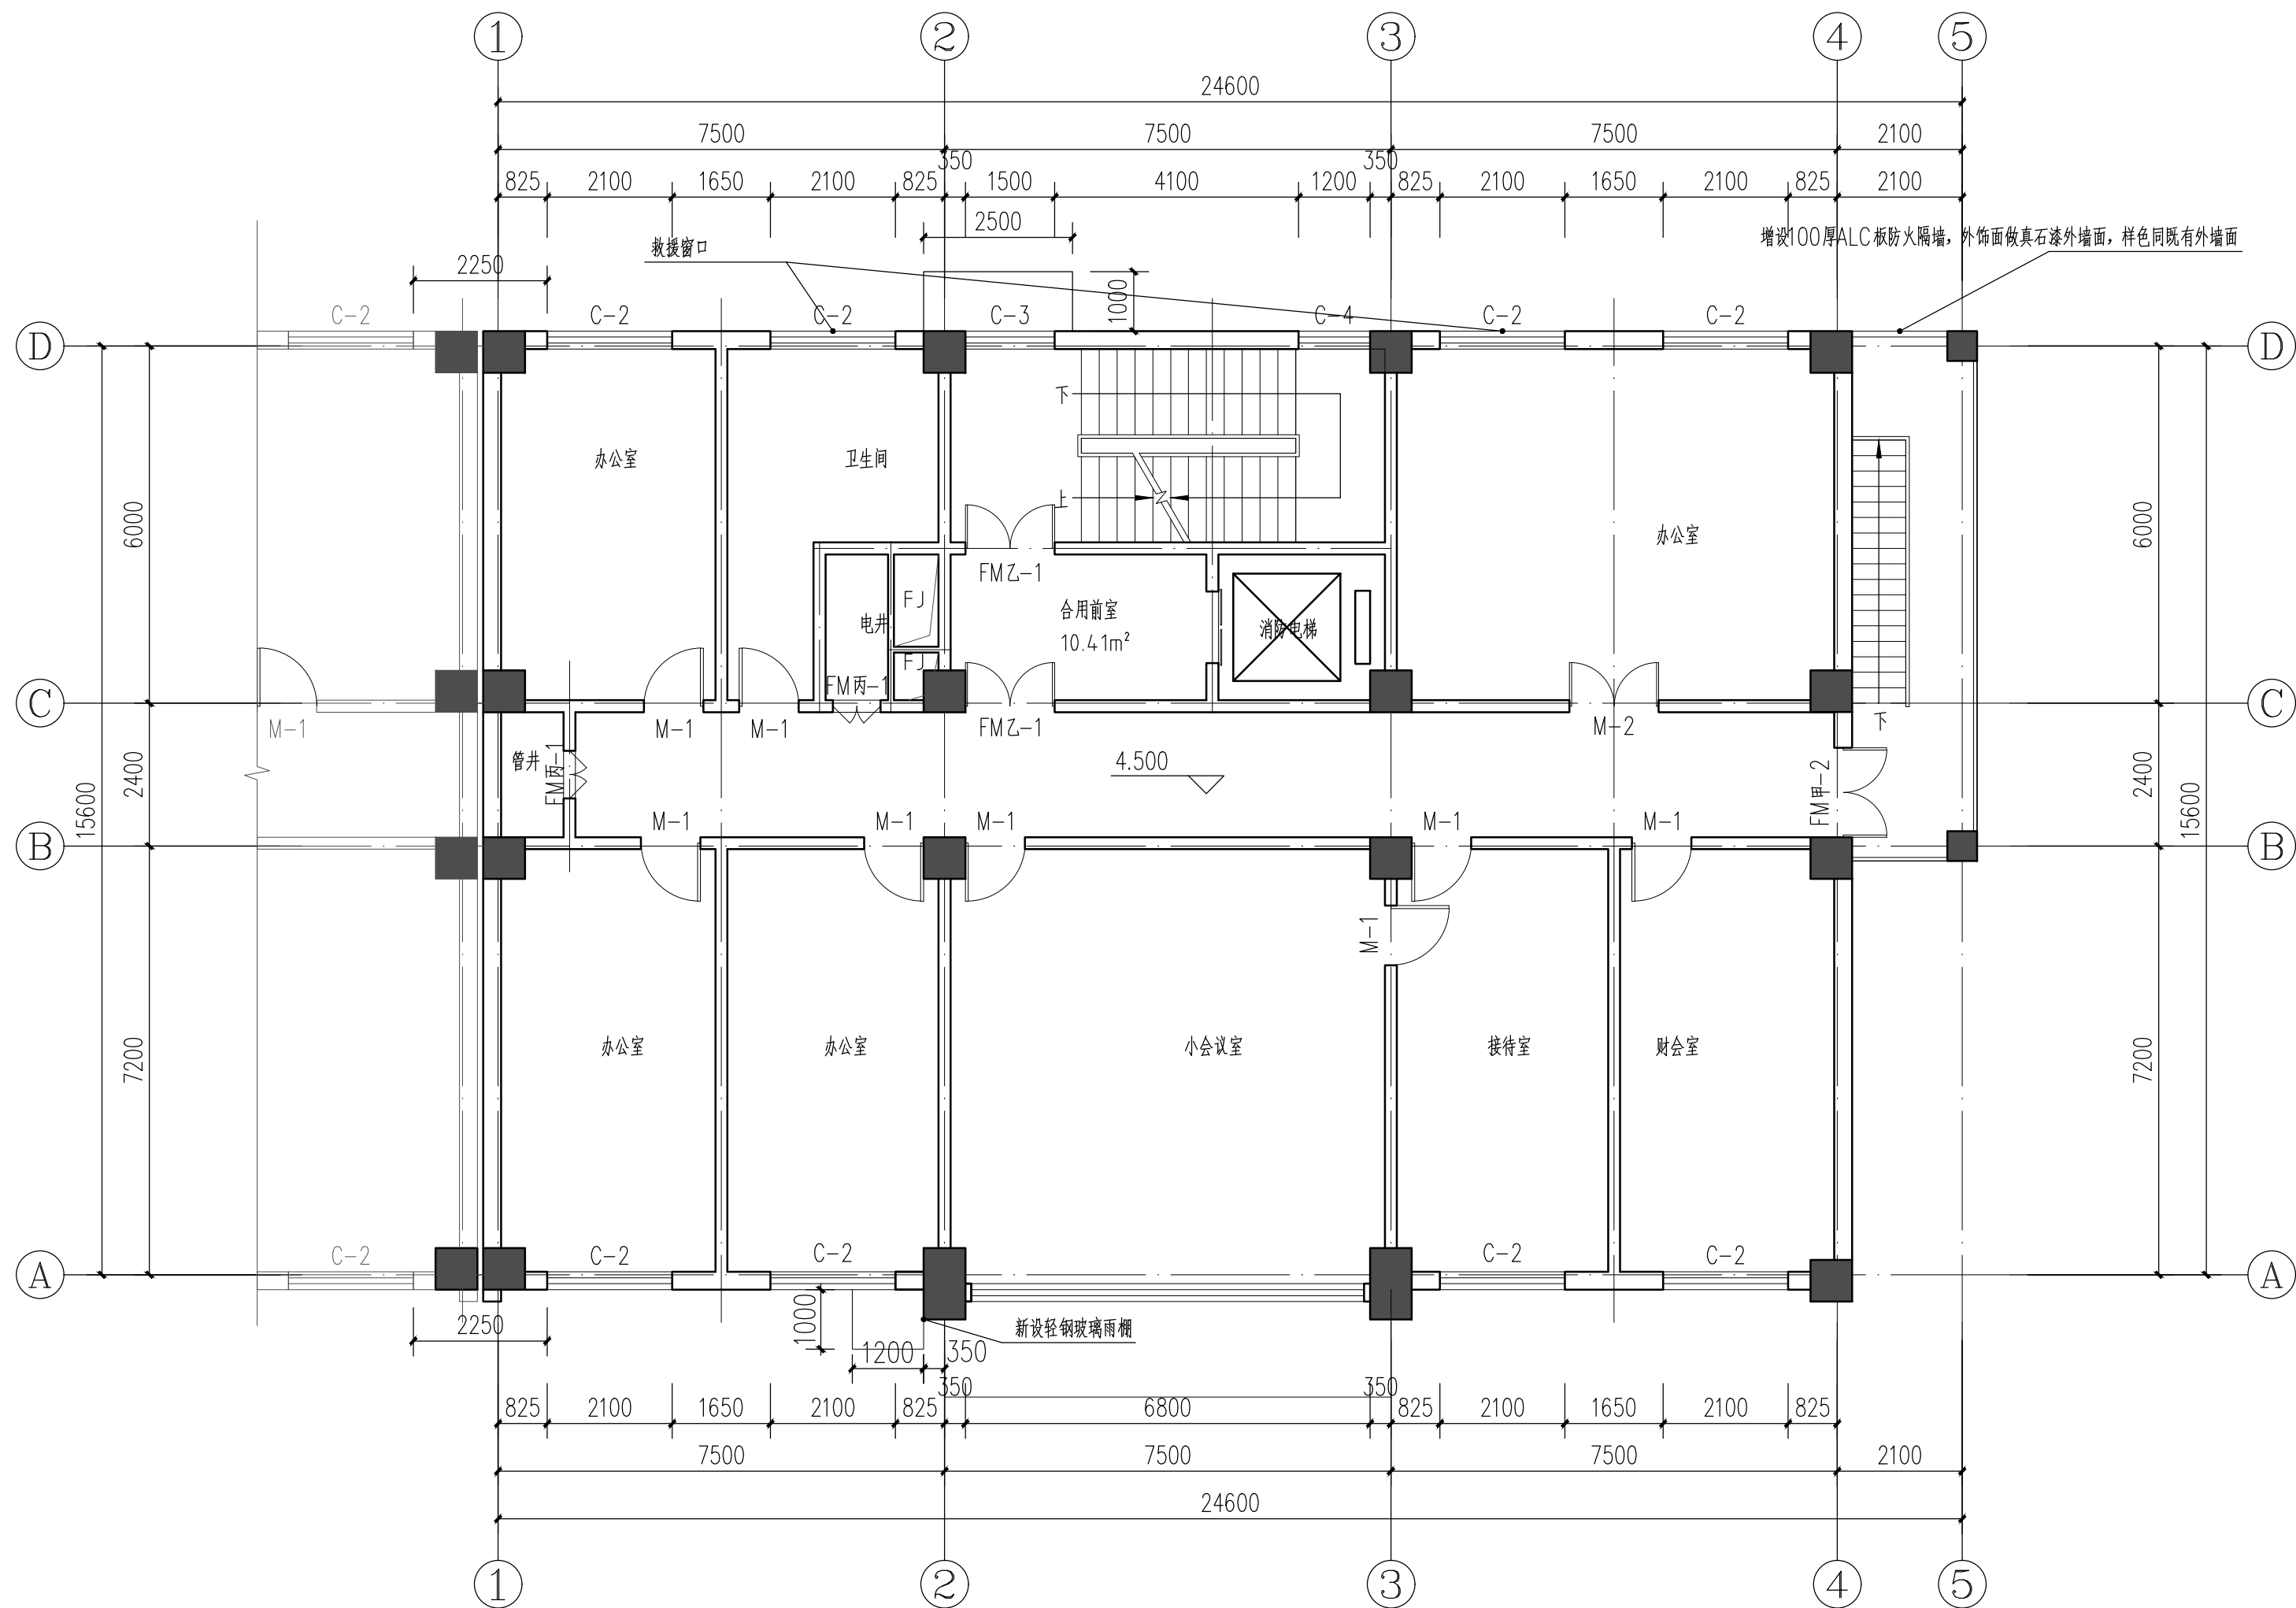 1 2 3 4 5
24600
7500 7500 7500 2100
350 350
825 2100 1650 2100 825 1500 4100 1200 825 2100 1650 2100 825 2100
2500
救援窗口
增设100厚ALC板防火隔墙，外饰面做真石漆外墙面，样色同既有外墙面
2250
1000
C-2 C-2 C-2 C-3 C-4 C-2 C-2
D D
下
办公室 卫生间
上
6000 6000
办公室
FM乙-1
FJ
合用前室
电井
消防电梯
10.41m²
FJ
FM丙-1
C C
M-1 M-1 M-1 FM乙-1 M-2
下
管井
FM丙-1
4.500
2400 2400
FM甲-2
15600 15600
M-1 M-1 M-1 M-1 M-1
B B
M-1
7200 7200
办公室 办公室 小会议室 接待室 财会室
C-2 C-2 C-2 C-2 C-2
A A
2250
1000
新设轻钢玻璃雨棚
1200 350
350 350
825 2100 1650 2100 825 6800 825 2100 1650 2100 825
7500 7500 7500 2100
24600
1 2 3 4 5